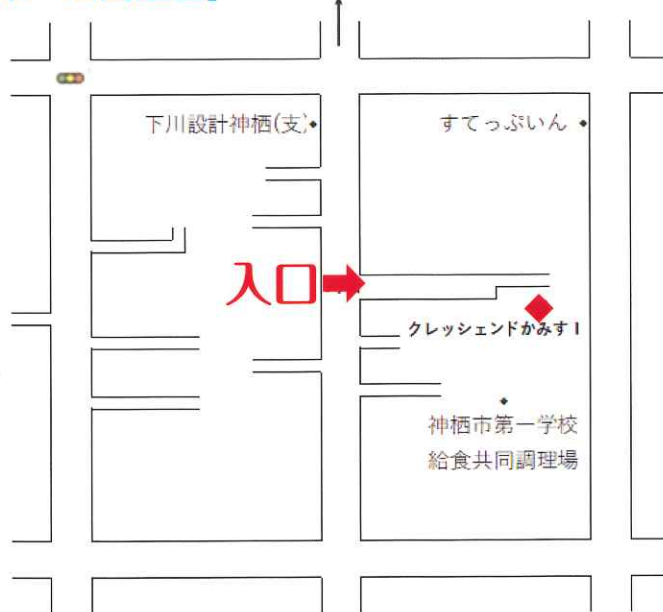 下川設計神栖(支)
すてっぷいん
入口
クレッシェンドかみすⅠ
神栖市第一学校
給食共同調理場